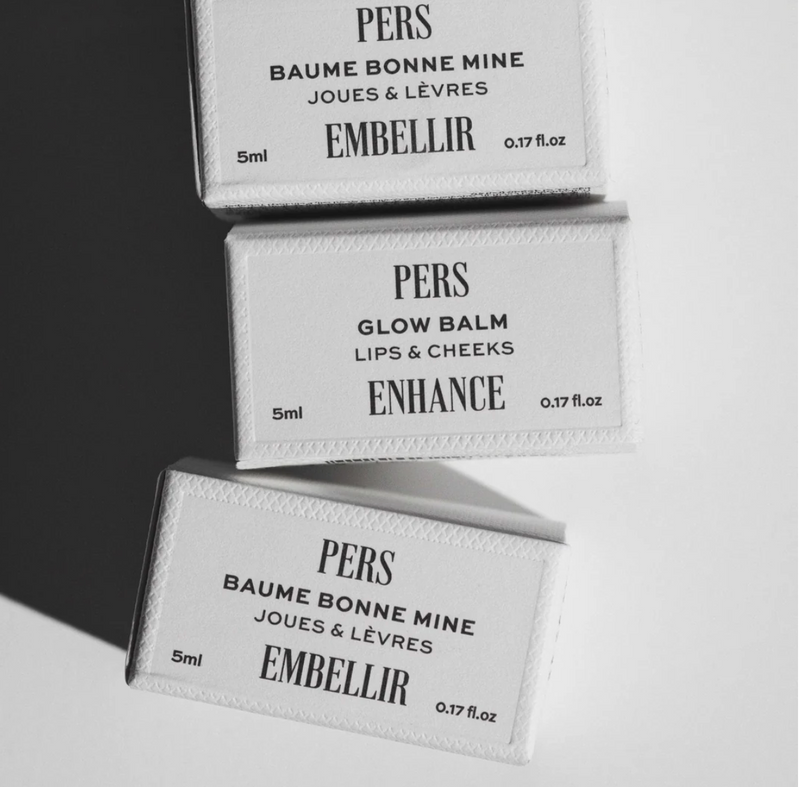 PERS
BAUME BONNE MINE
JOUES & LÈVRES
EMBELLIR
5ml
0.17 fl.oz
PERS
GLOW BALM
LIPS & CHEEKS
ENHANCE
5ml
0.17 fl.oz
PERS
BAUME BONNE MINE
JOUES & LÈVRES
EMBELLIR
5ml
0.17 fl.oz